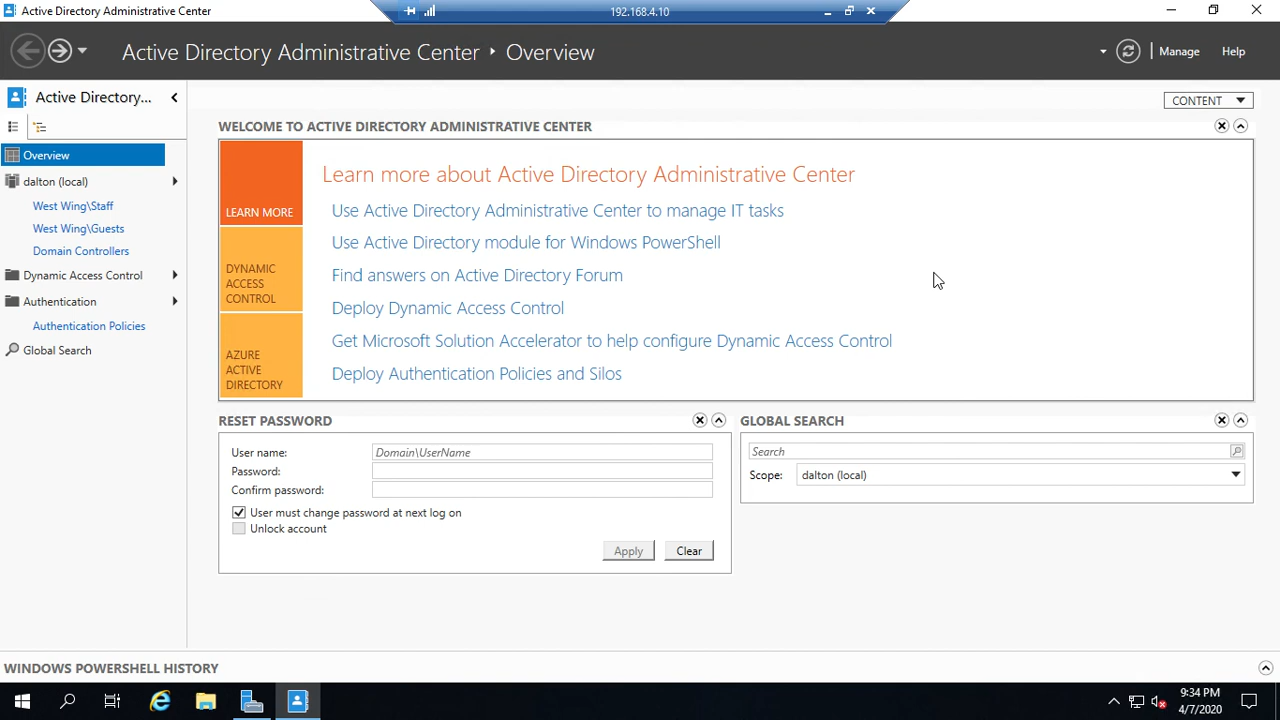 Active Directory Administrative Center
192.168.4.10
Active Directory Administrative Center • Overview
Manage
Help
Active Directory...
CONTENT
Overview
dalton (local)
West Wing\Staff
West Wing\Guests
Domain Controllers
Dynamic Access Control
Authentication
Authentication Policies
Global Search
WELCOME TO ACTIVE DIRECTORY ADMINISTRATIVE CENTER
LEARN MORE
DYNAMIC
ACCESS
CONTROL
AZURE
ACTIVE
DIRECTORY
Learn more about Active Directory Administrative Center
Use Active Directory Administrative Center to manage IT tasks
Use Active Directory module for Windows PowerShell
Find answers on Active Directory Forum
Deploy Dynamic Access Control
Get Microsoft Solution Accelerator to help configure Dynamic Access Control
Deploy Authentication Policies and Silos
RESET PASSWORD
User name:
Domain\UserName
Password:
Confirm password:
User must change password at next log on
Unlock account
Apply
Clear
GLOBAL SEARCH
Search
Scope:
dalton (local)
WINDOWS POWERSHELL HISTORY
9:34 PM
4/7/2020